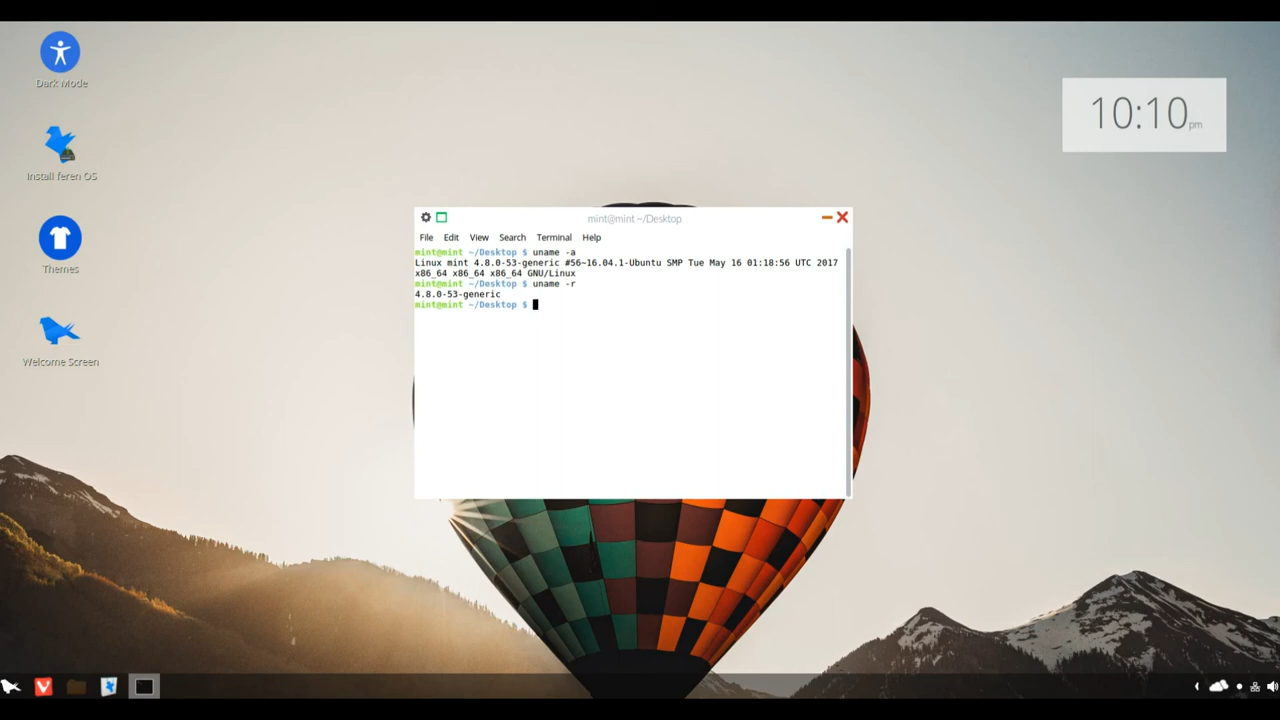 Dark Mode
Install feren OS
Themes
Welcome Screen
10:10 pm
mint@mint ~/Desktop
File Edit View Search Terminal Help
mint@mint ~/Desktop $ uname -a
Linux mint 4.8.0-53-generic #56~16.04.1-Ubuntu SMP Tue May 16 01:18:56 UTC 2017
x86_64 x86_64 x86_64 GNU/Linux
mint@mint ~/Desktop $ uname -r
4.8.0-53-generic
mint@mint ~/Desktop $